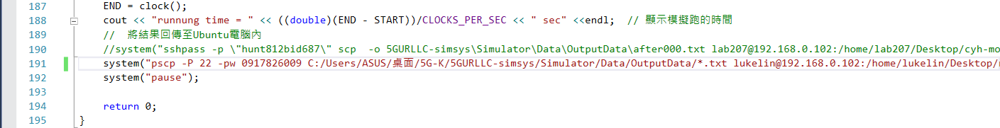 187 END = clock();
188 cout << "runnung time = " << ((double)(END - START))/CLOCKS_PER_SEC << " sec" <<endl; // 顯示模擬跑的時間
189 // 將結果回傳至Ubuntu電腦內
190 //system("sshpass -p \"hunt812bid687\" scp -o 5GURLLC-simsys\Simulator\Data\OutputData\after000.txt lab207@192.168.0.102:/home/lab207/Desktop/cyh-mo
191 system("pscp -P 22 -pw 0917826009 C:/Users/ASUS/桌面/5G-K/5GURLLC-simsys/Simulator/Data/OutputData/*.txt lukelin@192.168.0.102:/home/lukelin/Desktop/
192 system("pause");
193
194 return 0;
195 }